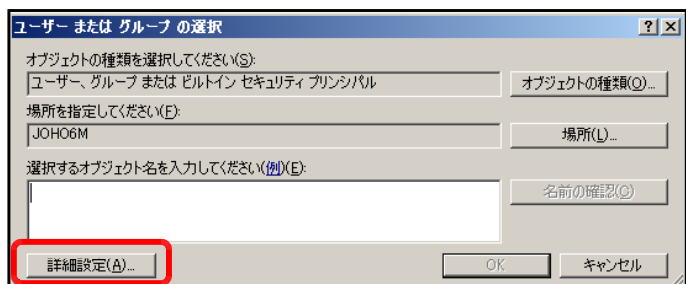 ユーザー または グループ の選択
オブジェクトの種類を選択してください(S):
ユーザー、グループ または ビルトイン セキュリティ プリンシパル
オブジェクトの種類(O)...
場所を指定してください(F):
JOHO6M
場所(L)...
選択するオブジェクト名を入力してください(例)(E):
名前の確認(C)
詳細設定(A)...
OK
キャンセル